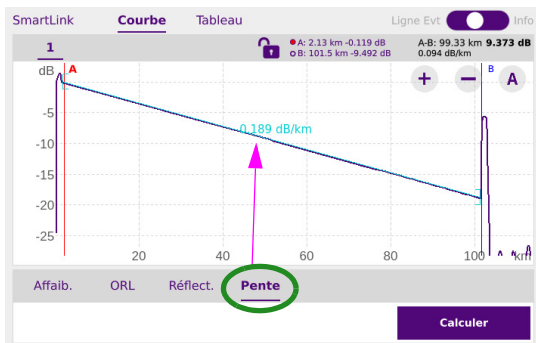 SmartLink Courbe Tableau Ligne Evt Info
1 A: 2.13 km -0.119 dB A-B: 99.33 km 9.373 dB
B: 101.5 km -9.492 dB 0.094 dB/km
dB A B + − A
-5
0.189 dB/km
-10
-15
-20
-25
20 40 60 80 100 km
Affaib. ORL Réflect. Pente
Calculer